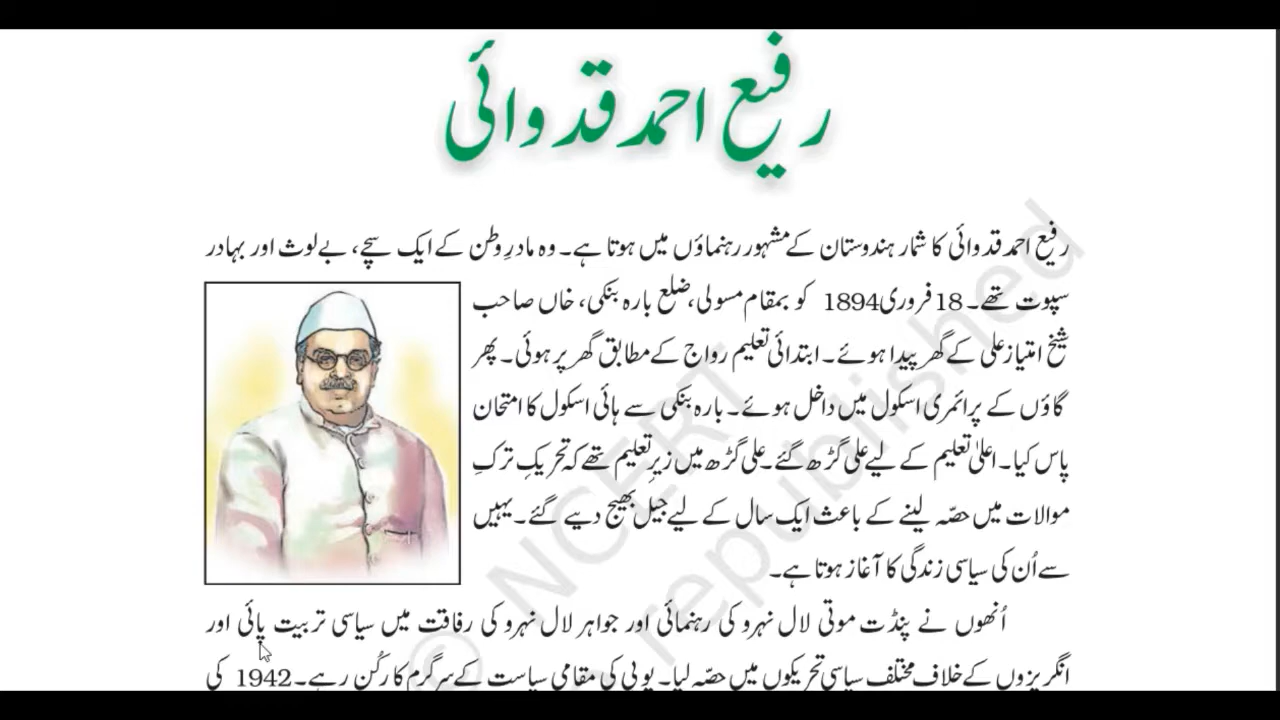 رفیع احمد قدوائی
رفیع احمد قدوائی کا شمار ہندوستان کے مشہور رہنماؤں میں ہوتا ہے۔ وہ مادرِ وطن کے ایک سچے، بے لوث اور بہادر
سپوت تھے۔ 18 فروری 1894 کو بمقام مسولی، ضلع بارہ بنکی، خاں صاحب
شیخ امتیاز علی کے گھر پیدا ہوئے۔ ابتدائی تعلیم رواج کے مطابق گھر پر ہوئی۔ پھر
گاؤں کے پرائمری اسکول میں داخل ہوئے۔ بارہ بنکی سے ہائی اسکول کا امتحان
پاس کیا۔ اعلیٰ تعلیم کے لیے علی گڑھ گئے۔ علی گڑھ میں زیرِ تعلیم تھے کہ تحریکِ ترکِ
موالات میں حصّہ لینے کے باعث ایک سال کے لیے جیل بھیج دیے گئے۔ یہیں
سے اُن کی سیاسی زندگی کا آغاز ہوتا ہے۔
اُنھوں نے پنڈت موتی لال نہرو کی رہنمائی اور جواہر لال نہرو کی رفاقت میں سیاسی تربیت پائی اور
انگریزوں کے خلاف مختلف سیاسی تحریکوں میں حصّہ لیا۔ یوپی کی مقامی سیاست کے سرگرم کارکُن رہے۔ 1942 کی
© NCERT
republished